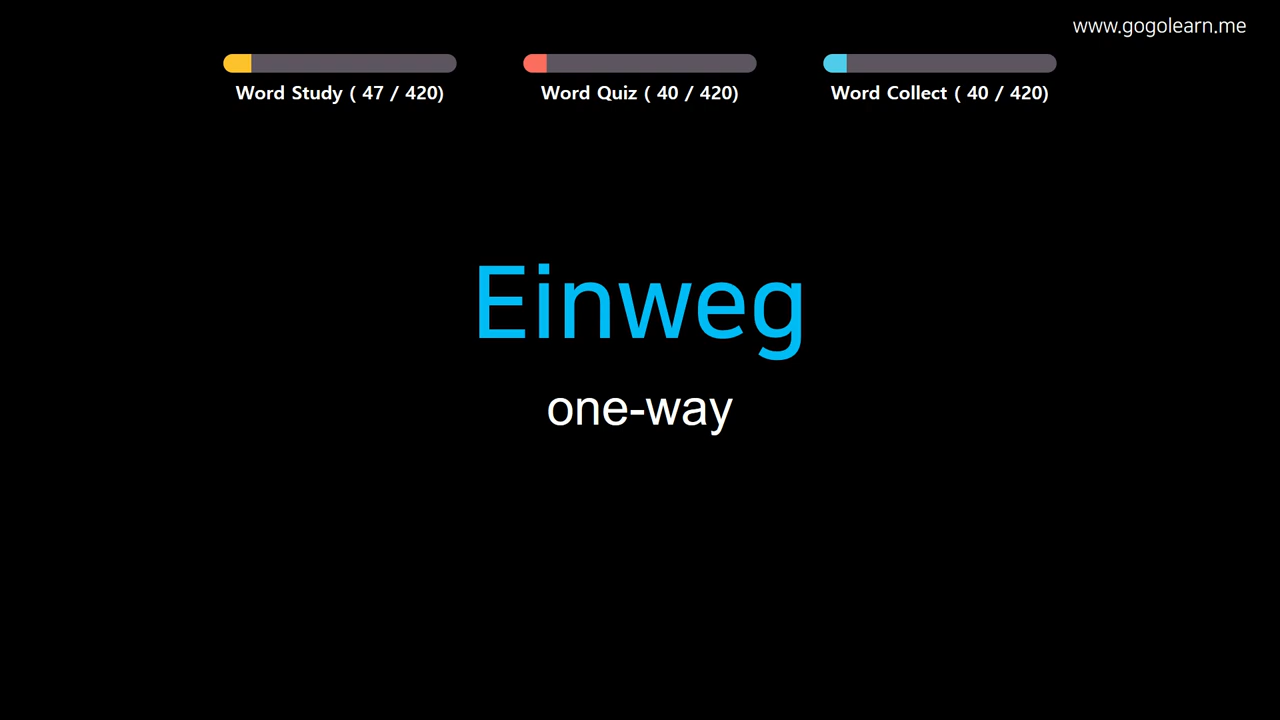 www.gogolearn.me
Word Study ( 47 / 420)
Word Quiz ( 40 / 420)
Word Collect ( 40 / 420)
Einweg
one-way